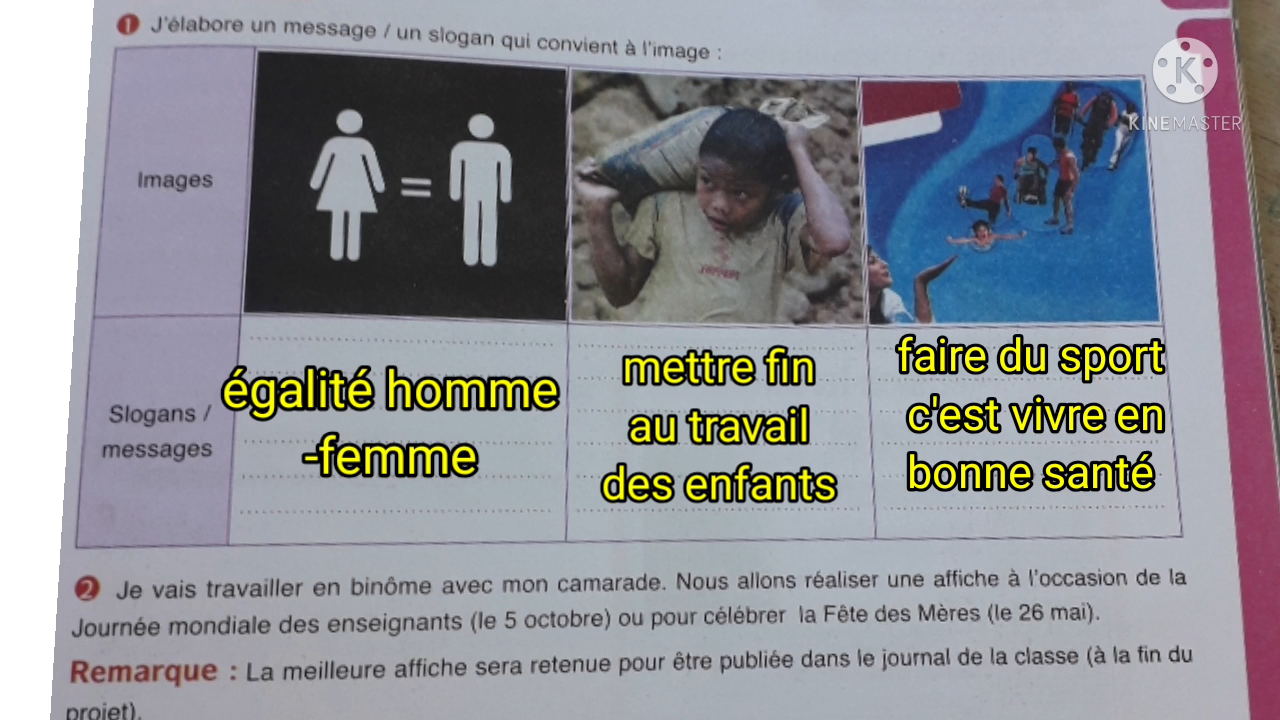 1 J'élabore un message / un slogan qui convient à l'image :
KINEMASTER
Images
=
Slogans /
messages
égalité homme
-femme
mettre fin
au travail
des enfants
faire du sport
c'est vivre en
bonne santé
2 Je vais travailler en binôme avec mon camarade. Nous allons réaliser une affiche à l'occasion de la
Journée mondiale des enseignants (le 5 octobre) ou pour célébrer la Fête des Mères (le 26 mai).
Remarque : La meilleure affiche sera retenue pour être publiée dans le journal de la classe (à la fin du
projet).